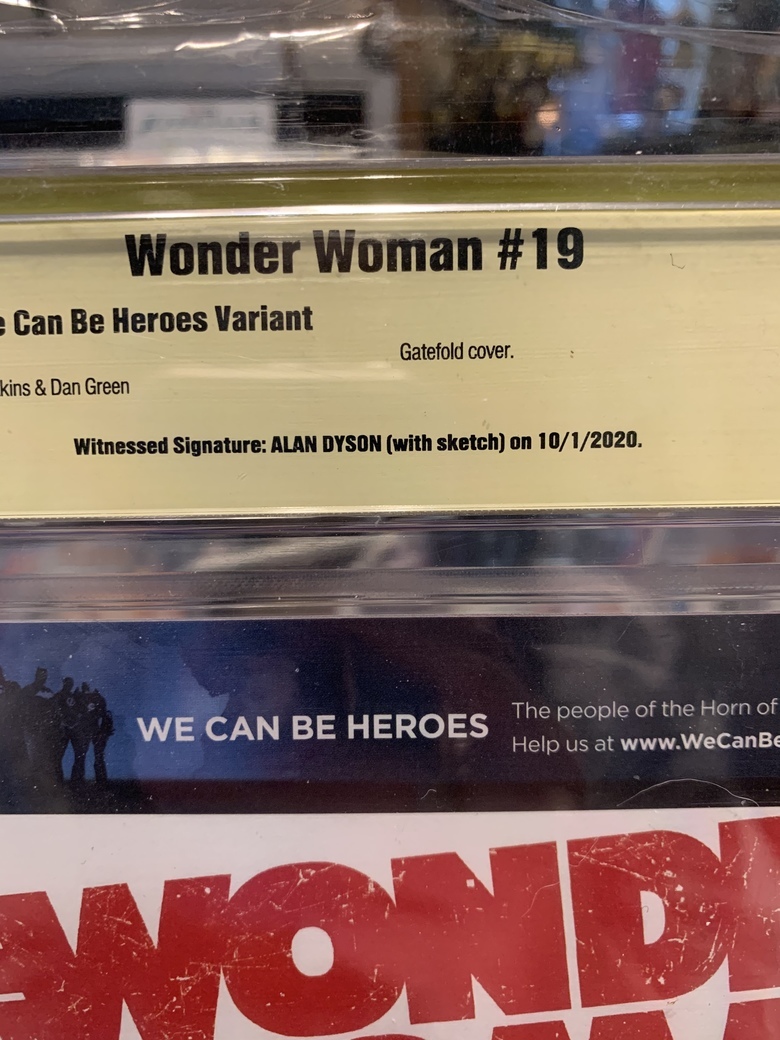 Wonder Woman #19
e Can Be Heroes Variant
Gatefold cover.
kins & Dan Green
Witnessed Signature: ALAN DYSON (with sketch) on 10/1/2020.
WE CAN BE HEROES
The people of the Horn of
Help us at www.WeCanBe
WOND